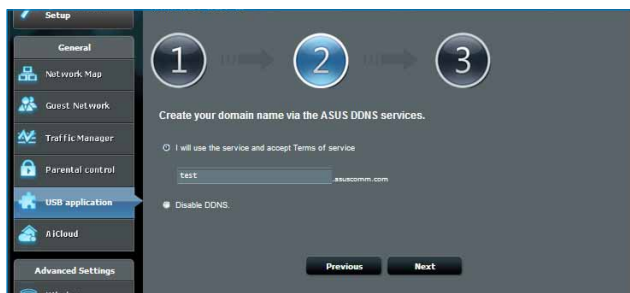 Setup
General
Network Map
Guest Network
Traffic Manager
Parental control
USB application
AiCloud
Advanced Settings
1
2
3
Create your domain name via the ASUS DDNS services.
I will use the service and accept Terms of service
test .asuscomm.com
Disable DDNS.
Previous Next